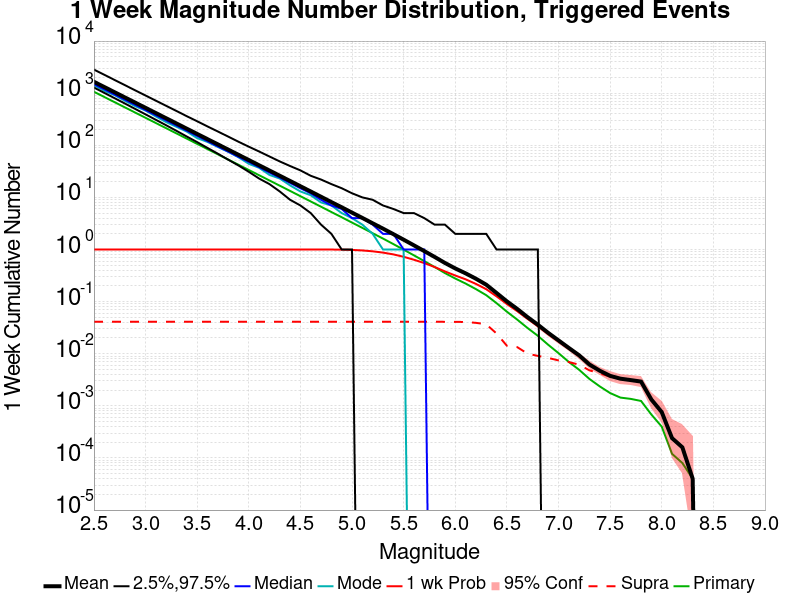 1 Week Magnitude Number Distribution, Triggered Events
1 Week Cumulative Number
10^4
10^3
10^2
10^1
10^0
10^-1
10^-2
10^-3
10^-4
10^-5
2.5 3.0 3.5 4.0 4.5 5.0 5.5 6.0 6.5 7.0 7.5 8.0 8.5 9.0
Magnitude
Mean 2.5%,97.5% Median Mode 1 wk Prob 95% Conf Supra Primary